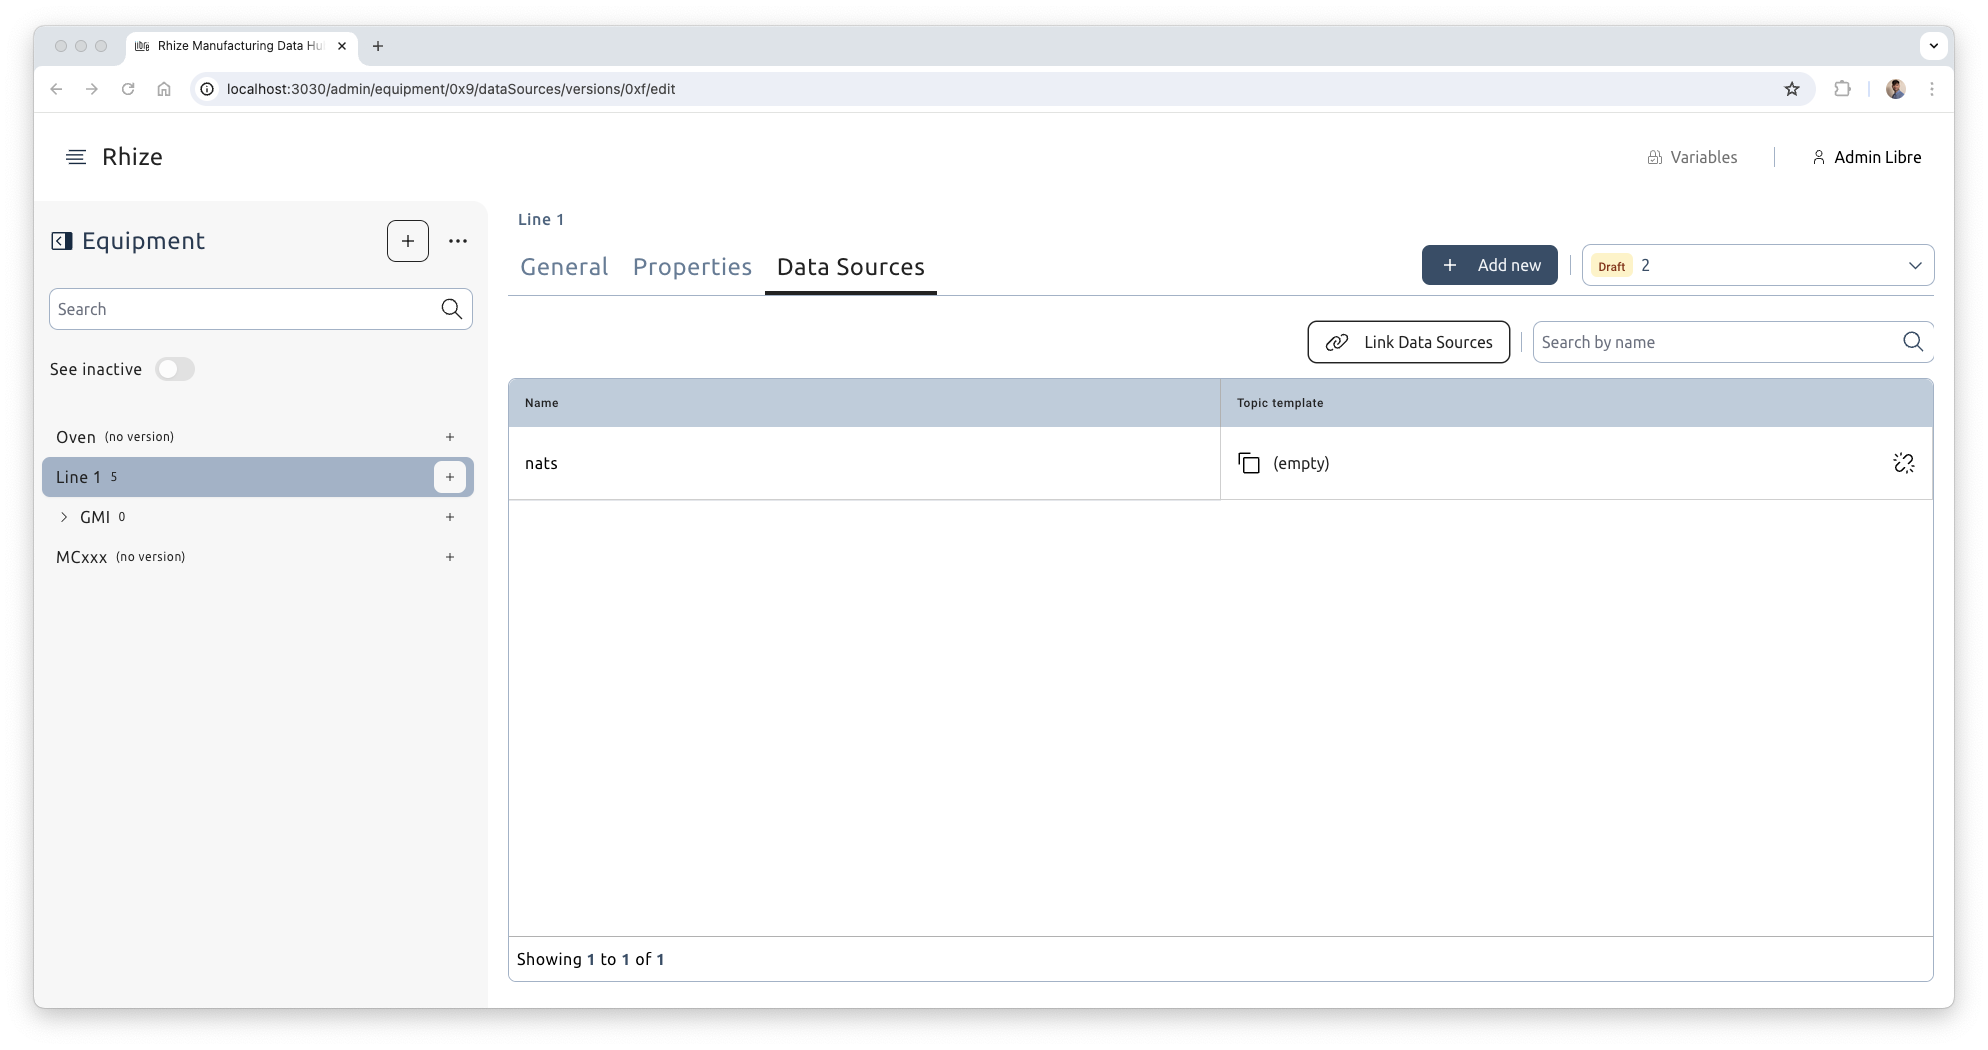 Rhize Manufacturing Data Hu
localhost:3030/admin/equipment/0x9/dataSources/versions/0xf/edit
Rhize
Variables
Admin Libre
Equipment
Search
See inactive
Oven (no version)
Line 1 5
GMI 0
MCxxx (no version)
Line 1
General Properties Data Sources
Add new
Draft 2
Link Data Sources
Search by name
Name Topic template
nats (empty)
Showing 1 to 1 of 1